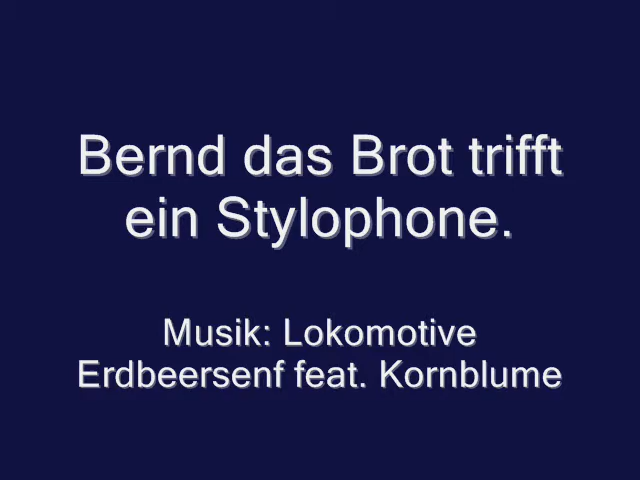 Bernd das Brot trifft
ein Stylophone.
Musik: Lokomotive
Erdbeersenf feat. Kornblume